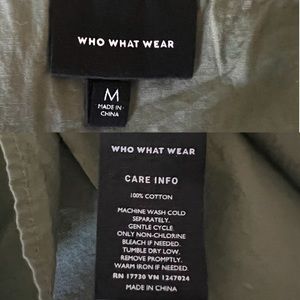 WHO WHAT WEAR
M
MADE IN
CHINA
WHO WHAT WEAR
CARE INFO
100% COTTON
MACHINE WASH COLD
SEPARATELY.
GENTLE CYCLE.
ONLY NON-CHLORINE
BLEACH IF NEEDED.
TUMBLE DRY LOW.
REMOVE PROMPTLY.
WARM IRON IF NEEDED.
RN 17730 VN 1247024
MADE IN CHINA